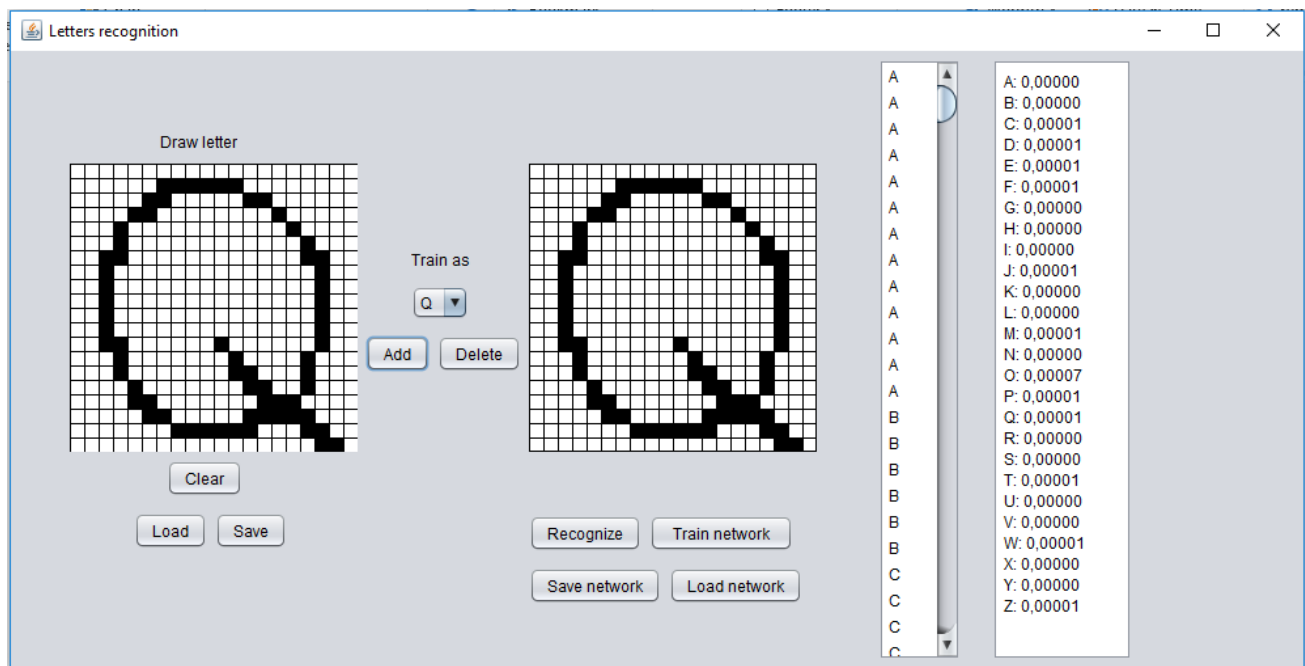 Letters recognition
Draw letter
Train as
Q
Add Delete
Clear
Load Save
Recognize Train network
Save network Load network
A
A
A
A
A
A
A
A
A
A
A
A
A
B
B
B
B
B
B
C
C
C
C
A: 0,00000
B: 0,00000
C: 0,00001
D: 0,00001
E: 0,00001
F: 0,00001
G: 0,00000
H: 0,00000
I: 0,00000
J: 0,00001
K: 0,00000
L: 0,00000
M: 0,00001
N: 0,00000
O: 0,00007
P: 0,00001
Q: 0,00001
R: 0,00000
S: 0,00000
T: 0,00001
U: 0,00000
V: 0,00000
W: 0,00001
X: 0,00000
Y: 0,00000
Z: 0,00001